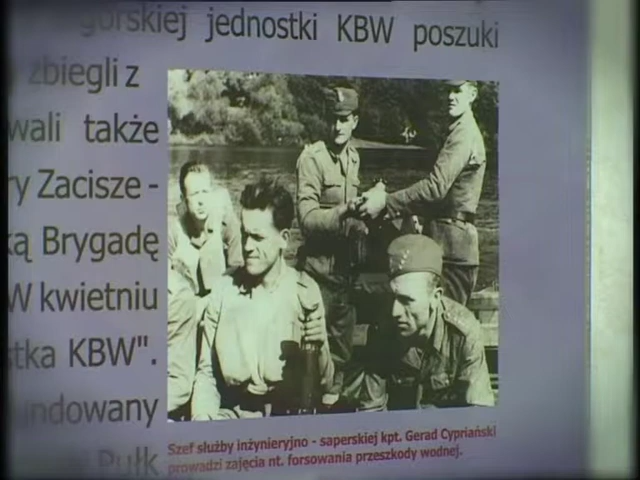 górskiej jednostki KBW poszuki
zbiegli z
wali także
ry Zacisze -
ką Brygadę
W kwietniu
stka KBW".
undowany
Pułk
Szef służby inżynieryjno - saperskiej kpt. Gerad Cypriański
prowadzi zajęcia nt. forsowania przeszkody wodnej.